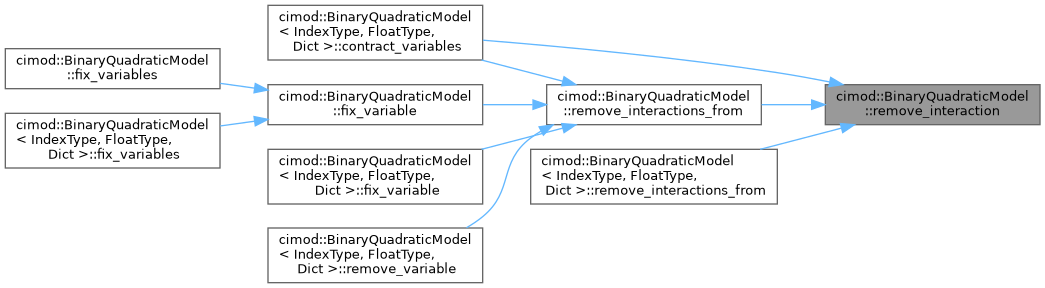 cimod::BinaryQuadraticModel
::fix_variables
cimod::BinaryQuadraticModel
< IndexType, FloatType,
Dict >::fix_variables
cimod::BinaryQuadraticModel
< IndexType, FloatType,
Dict >::contract_variables
cimod::BinaryQuadraticModel
::fix_variable
cimod::BinaryQuadraticModel
< IndexType, FloatType,
Dict >::fix_variable
cimod::BinaryQuadraticModel
< IndexType, FloatType,
Dict >::remove_variable
cimod::BinaryQuadraticModel
::remove_interactions_from
cimod::BinaryQuadraticModel
< IndexType, FloatType,
Dict >::remove_interactions_from
cimod::BinaryQuadraticModel
::remove_interaction